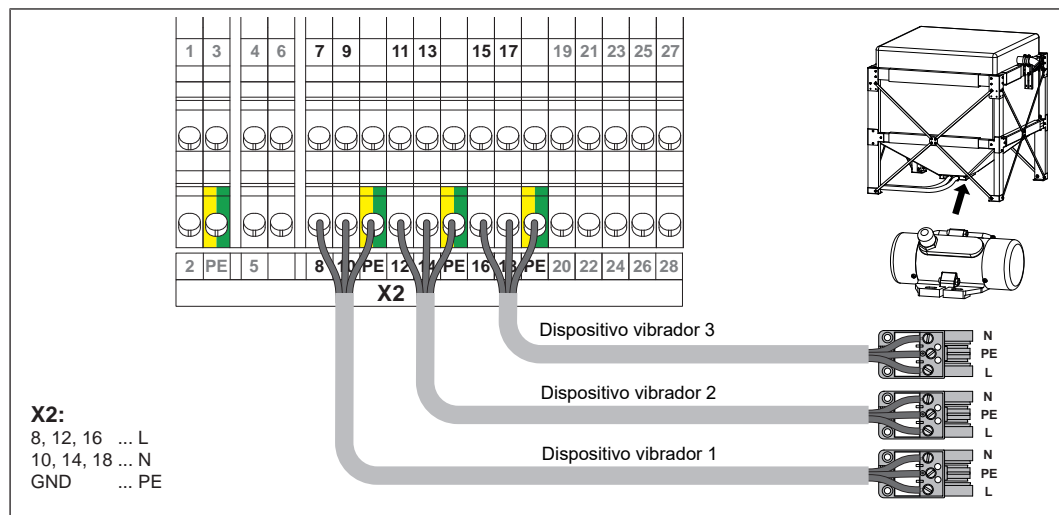 1 3 4 6 7 9 11 13 15 17 19 21 23 25 27
2 PE 5 8 10 PE 12 14 PE 16 18 PE 20 22 24 26 28
X2
Dispositivo vibrador 3
N
PE
L
Dispositivo vibrador 2
N
PE
L
Dispositivo vibrador 1
N
PE
L
X2:
8, 12, 16 ... L
10, 14, 18 ... N
GND ... PE